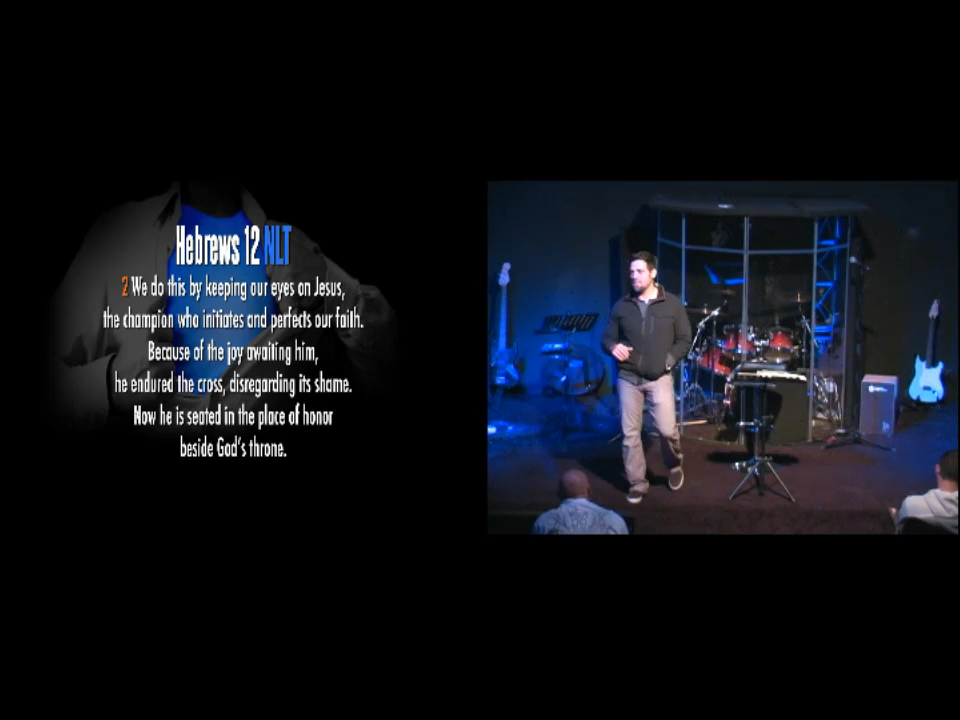 Hebrews 12 NLT
2 We do this by keeping our eyes on Jesus,
the champion who initiates and perfects our faith.
Because of the joy awaiting him,
he endured the cross, disregarding its shame.
Now he is seated in the place of honor
beside God's throne.